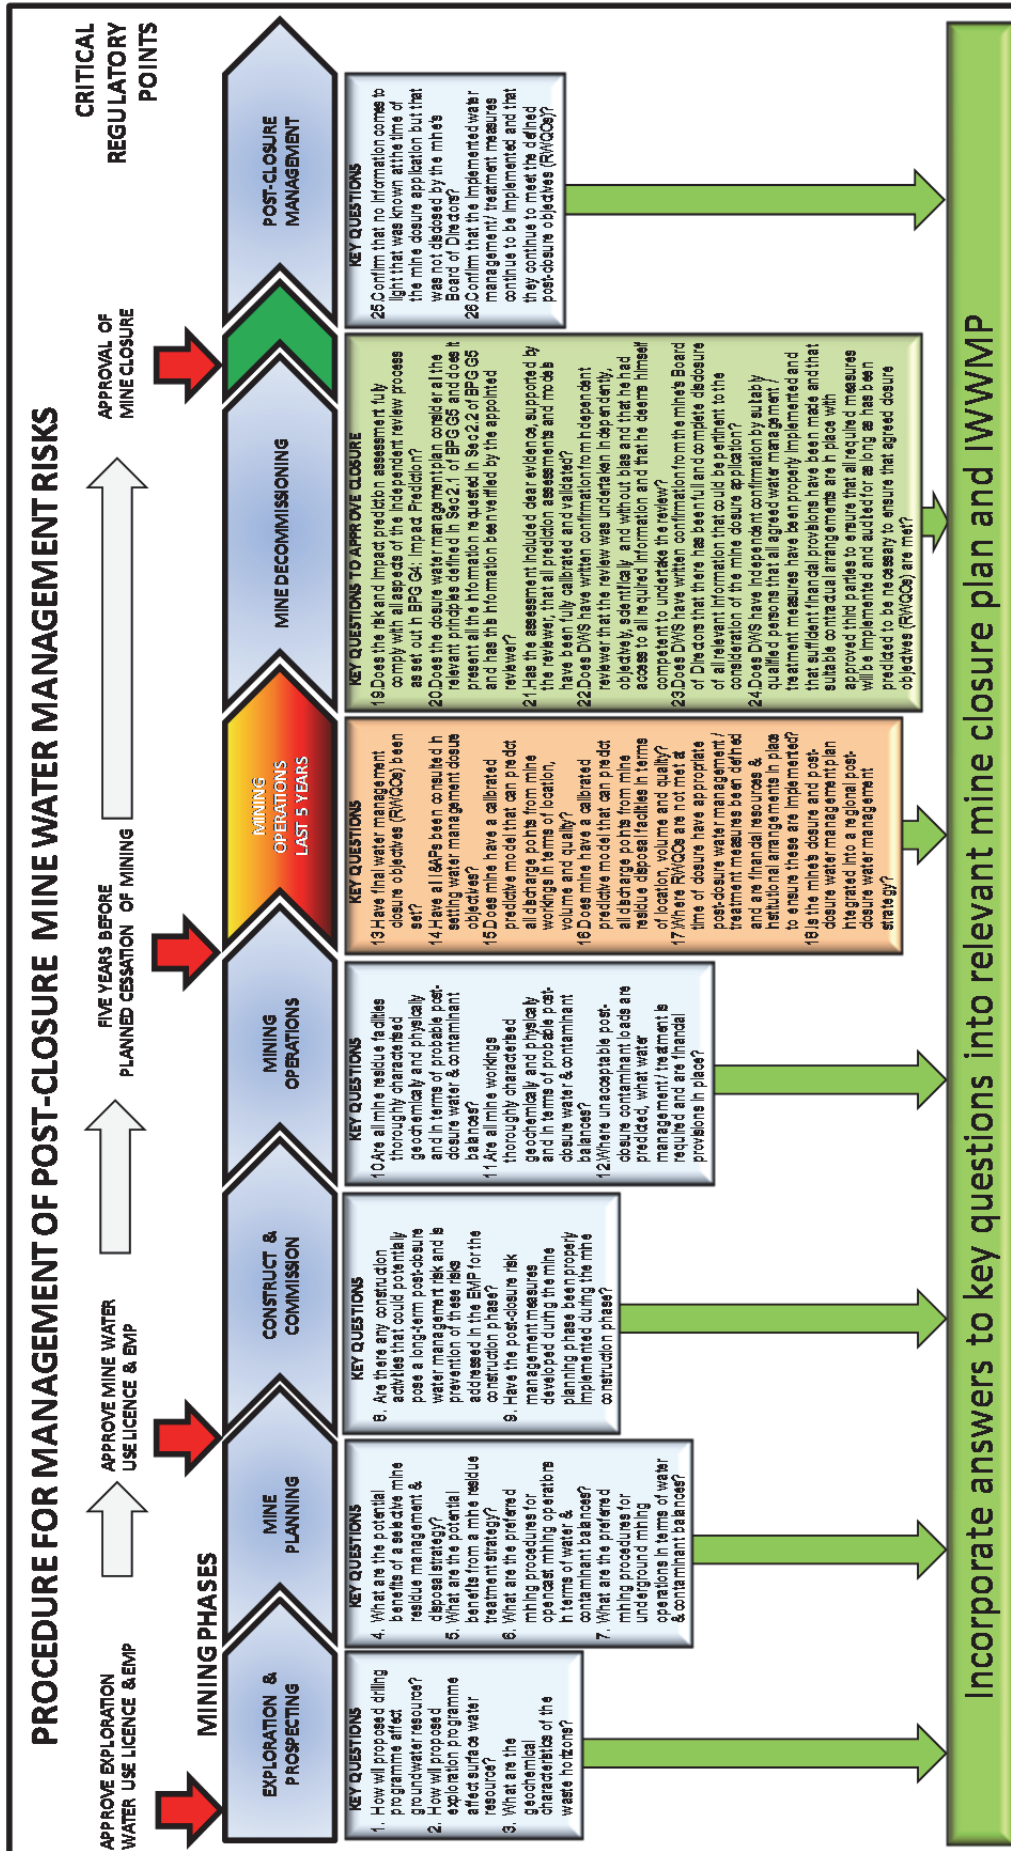 PROCEDURE FOR MANAGEMENT OF POST-CLOSURE MINE WATER MANAGEMENT RISKS
APPROVE EXPLORATION
WATER USE LICENCE & EMP
APPROVE MINE WATER
USE LICENCE & EMP
FIVE YEARS BEFORE
PLANNED CESSATION OF MINING
APPROVAL OF
MINE CLOSURE
CRITICAL
REGULATORY
POINTS
MINING PHASES
EXPLORATION &
PROSPECTING
MINE
PLANNING
CONSTRUCT &
COMMISSION
MINING
OPERATIONS
MINING
OPERATIONS
LAST 5 YEARS
MINE DECOMMISSIONING
POST-CLOSURE
MANAGEMENT
KEY QUESTIONS
1. How will proposed drilling
programme affect
groundwater resource?
2. How will proposed
exploration programme
affect surface water
resource?
3. What are the
geochemical
characteristics of the
waste horizons?
KEY QUESTIONS
4. What are the potential
benefits of a selective mine
residue management &
disposal strategy?
5. What are the potential
benefits from a mine residue
treatment strategy?
6. What are the preferred
mining procedures for
opencast mining operations
in terms of water &
contaminant balances?
7. What are the preferred
mining procedures for
underground mining
operations in terms of water
& contaminant balances?
KEY QUESTIONS
8. Are there any construction
activities that could potentially
pose a long-term post-closure
water management risk and is
prevention of these risks
addressed in the EMP for the
construction phase?
9. Have the post-closure risk
management measures
developed during the mine
planning phase been properly
implemented during the mine
construction phase?
KEY QUESTIONS
10. Are all mine residue facilities
thoroughly characterised
geochemically and physically
and in terms of probable post-
closure water & contaminant
balances?
11. Are all mine workings
thoroughly characterised
geochemically and physically
and in terms of probable post-
closure water & contaminant
balances?
12. Where unacceptable post-
closure contaminant loads are
predicted, what water
management / treatment is
required and are financial
provisions in place?
KEY QUESTIONS
13. Have final water management
closure objectives (RWQOs) been
set?
14. Have all I&APs been consulted in
setting water management closure
objectives?
15. Does mine have a calibrated
predictive model that can predict
all discharge points from mine
workings in terms of location,
volume and quality?
16. Does mine have a calibrated
predictive model that can predict
all discharge points from mine
residue disposal facilities in terms
of location, volume and quality?
17. Where RWQOs are not met at
time of closure have appropriate
post-closure water management /
treatment measures been defined
and are financial resources &
institutional arrangements in place
to ensure these are implemented?
18. Is the mine's closure and post-
closure water management plan
integrated into a regional post-
closure water management
strategy?
KEY QUESTIONS TO APPROVE CLOSURE
19. Does the risk and impact prediction assessment fully
comply with all aspects of the independent review process
as set out in BPG G4: Impact Prediction?
20. Does the closure water management plan consider all the
relevant principles defined in Sec 2.1 of BPG G5 and does it
present all the information requested in Sec 2.2 of BPG G5
and has this information been verified by the appointed
reviewer?
21. Has the assessment included clear evidence, supported by
the reviewer, that all prediction assessments and models
have been fully calibrated and validated?
22. Does DWS have written confirmation from independent
reviewer that the review was undertaken independently,
objectively, scientifically and without bias and that he had
access to all required information and that he deems himself
competent to undertake the review?
23. Does DWS have written confirmation from the mine's Board
of Directors that there has been full and complete disclosure
of all relevant information that could be pertinent to the
consideration of the mine closure application?
24. Does DWS have independent confirmation by suitably
qualified persons that all agreed water management /
treatment measures have been properly implemented and
that sufficient financial provisions have been made and that
suitable contractual arrangements are in place with
approved third parties to ensure that all required measures
will be implemented and audited for as long as has been
predicted to be necessary to ensure that agreed closure
objectives (RWQOs) are met?
KEY QUESTIONS
25. Confirm that no information comes to
light that was known at the time of
the mine closure application but that
was not disclosed by the mine's
Board of Directors?
26. Confirm that the implemented water
management / treatment measures
continue to be implemented and that
they continue to meet the defined
post-closure objectives (RWQOs)?
Incorporate answers to key questions into relevant mine closure plan and IWWMP